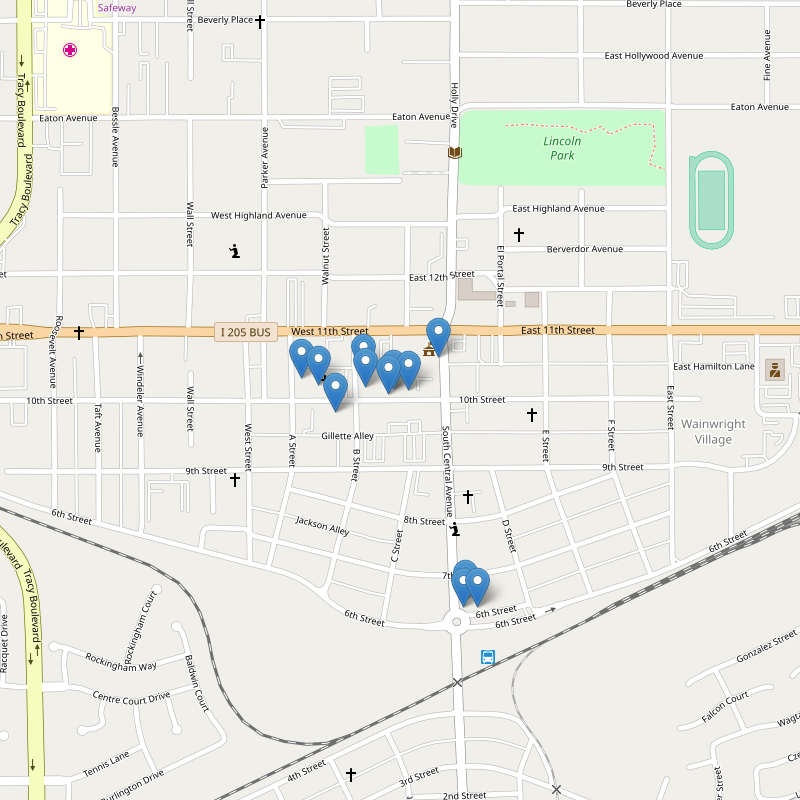 Safeway
Beverly Place
Beverly Place
East Hollywood Avenue
Fine Avenue
Tracy Boulevard
Holly Drive
Eaton Avenue
Eaton Avenue
Eaton Avenue
Bessie Avenue
Parker Avenue
Lincoln
Park
Tracy Boulevard
Wall Street
West Highland Avenue
East Highland Avenue
Walnut Street
El Portal Street
Berverdor Avenue
East 12th Street
Roosevelt Avenue
I 205 BUS
West 11th Street
East 11th Street
Street
East Hamilton Lane
Windeler Avenue
Wall Street
East Street
10th Street
10th Street
Taft Avenue
West Street
A Street
B Street
Gillette Alley
South Central Avenue
E Street
F Street
Wainwright
Village
9th Street
9th Street
6th Street
Jackson Alley
8th Street
C Street
D Street
6th Street
7th
6th Street
6th Street
6th Street
Tracy Boulevard
Racquet Drive
Rockingham Court
Rockingham Way
Baldwin Court
Centre Court Drive
Gonzalez Street
Falcon Court
Tennis Lane
Burlington Drive
4th Street
3rd Street
2nd Street